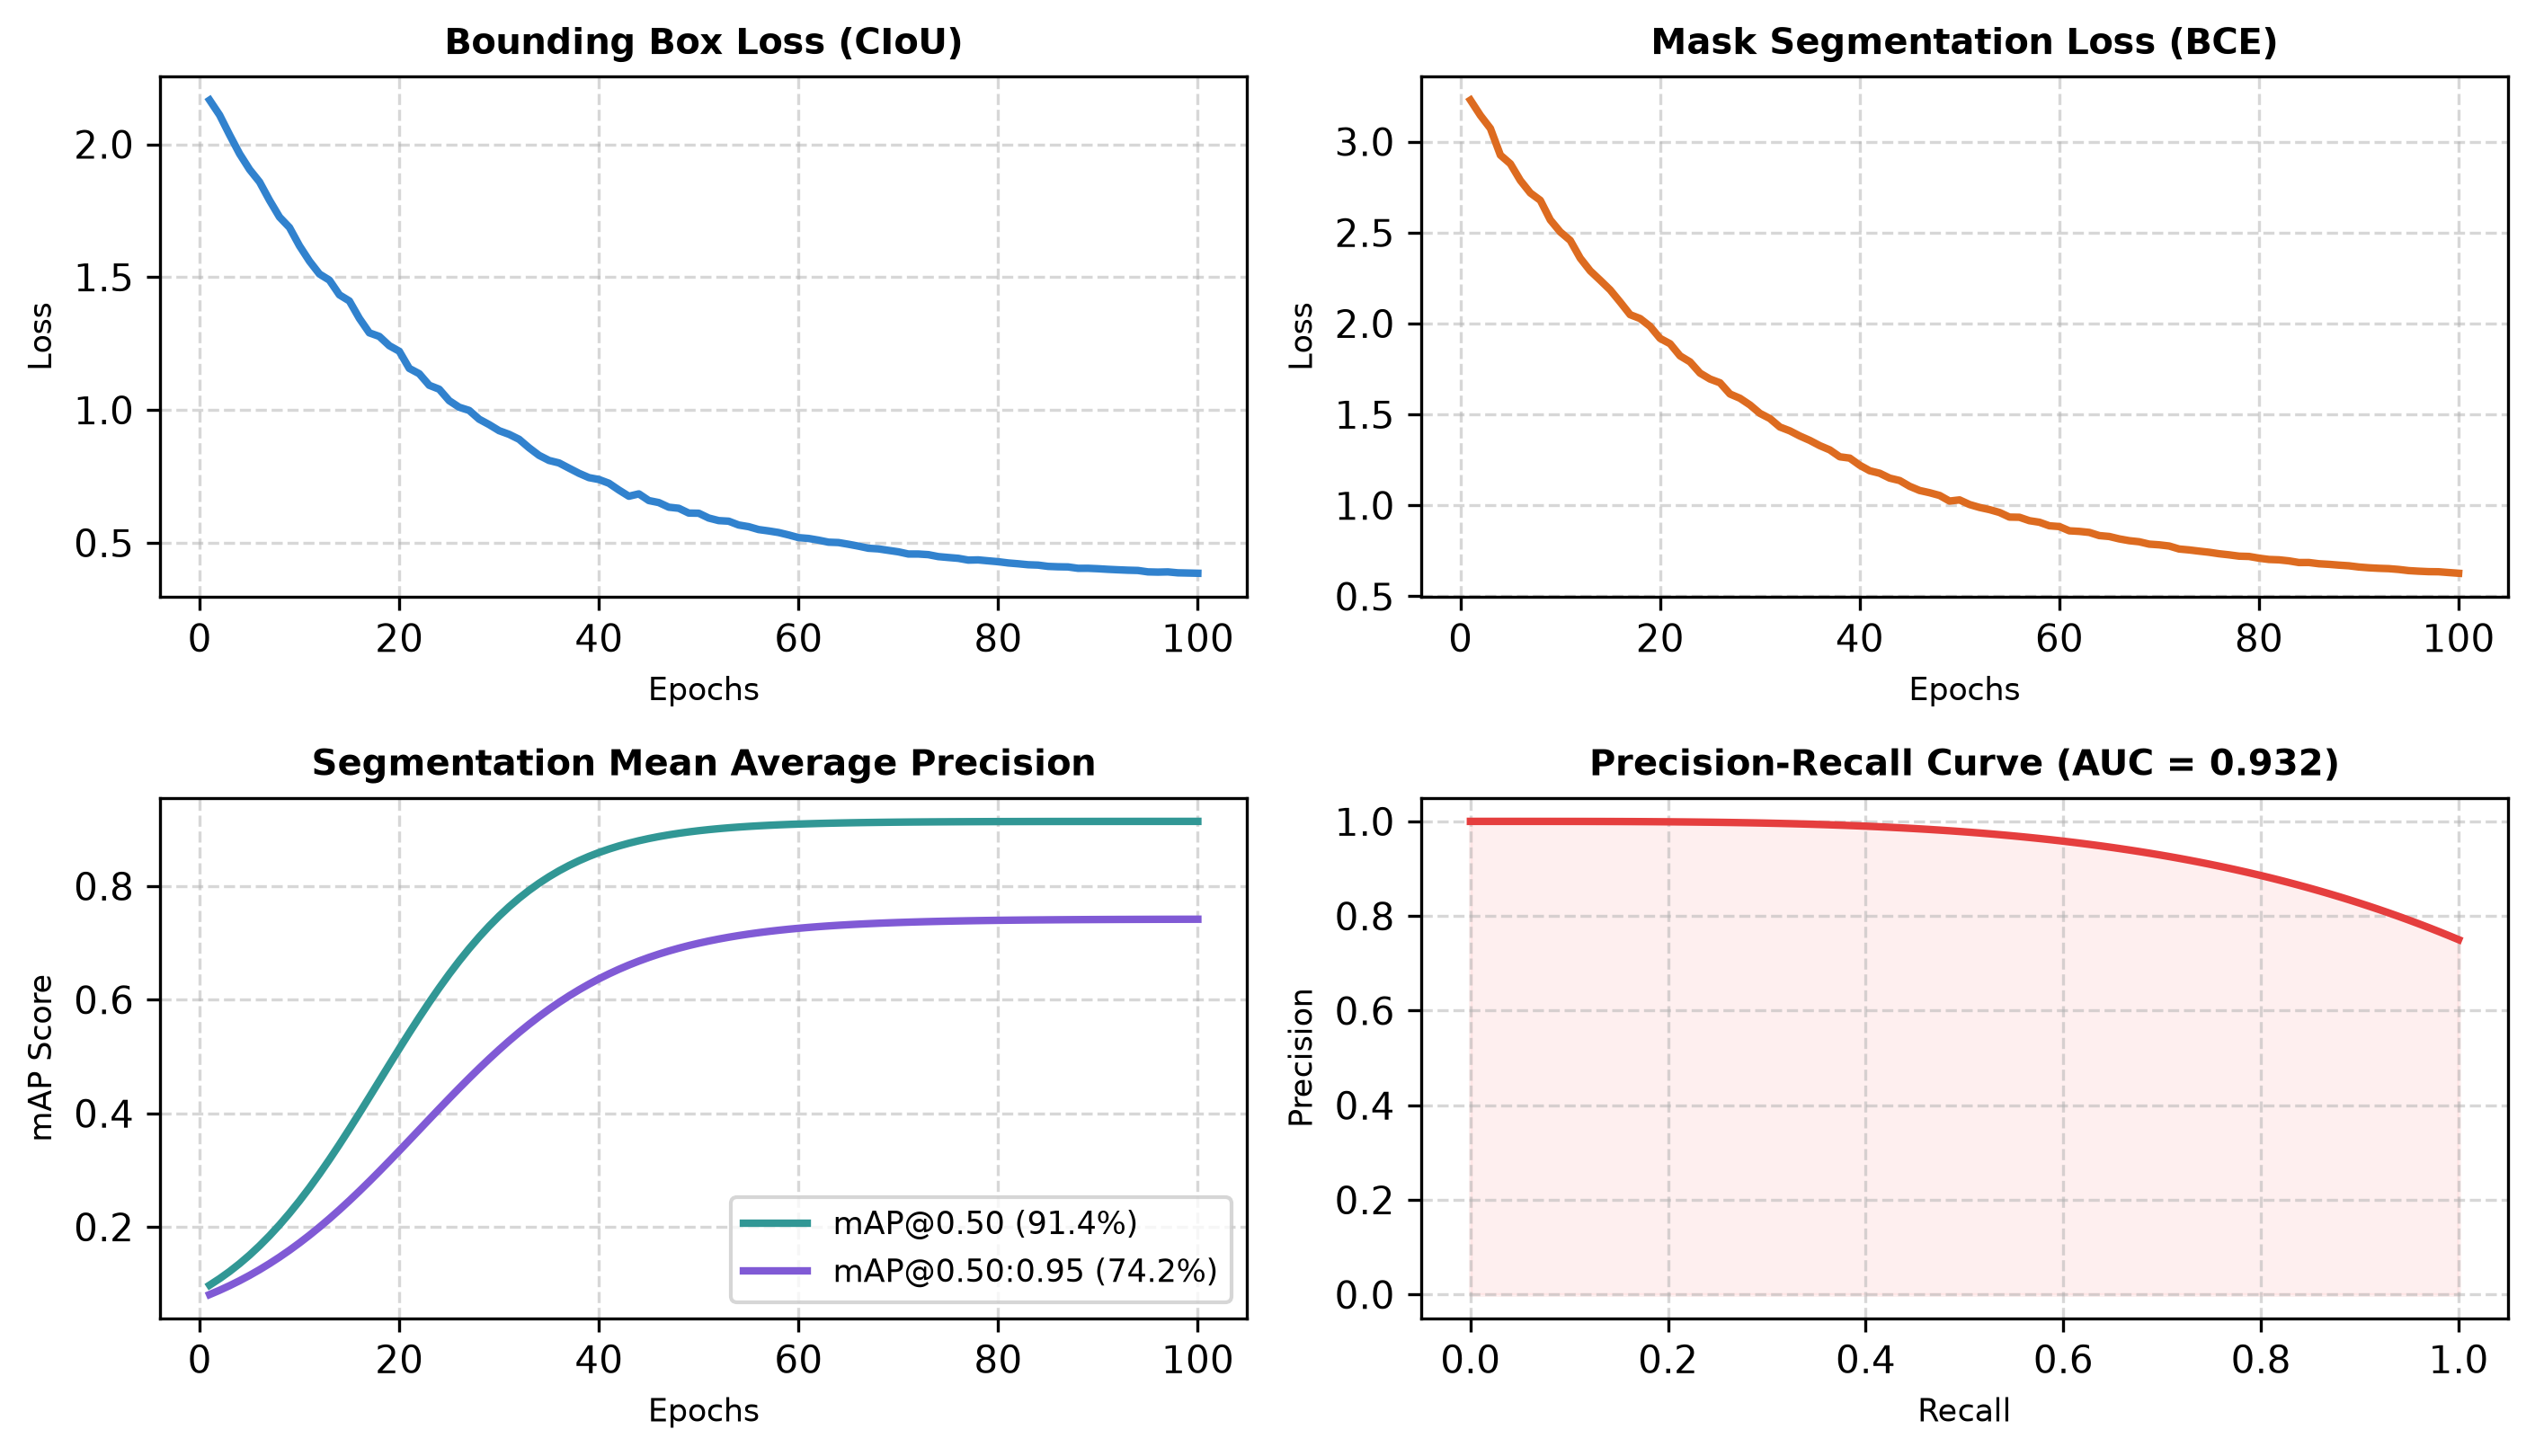 Bounding Box Loss (CIoU)
Loss
2.0
1.5
1.0
0.5
0 20 40 60 80 100
Epochs
Mask Segmentation Loss (BCE)
Loss
3.0
2.5
2.0
1.5
1.0
0.5
0 20 40 60 80 100
Epochs
Segmentation Mean Average Precision
mAP Score
0.8
0.6
0.4
0.2
mAP@0.50 (91.4%)
mAP@0.50:0.95 (74.2%)
0 20 40 60 80 100
Epochs
Precision-Recall Curve (AUC = 0.932)
Precision
1.0
0.8
0.6
0.4
0.2
0.0
0.0 0.2 0.4 0.6 0.8 1.0
Recall